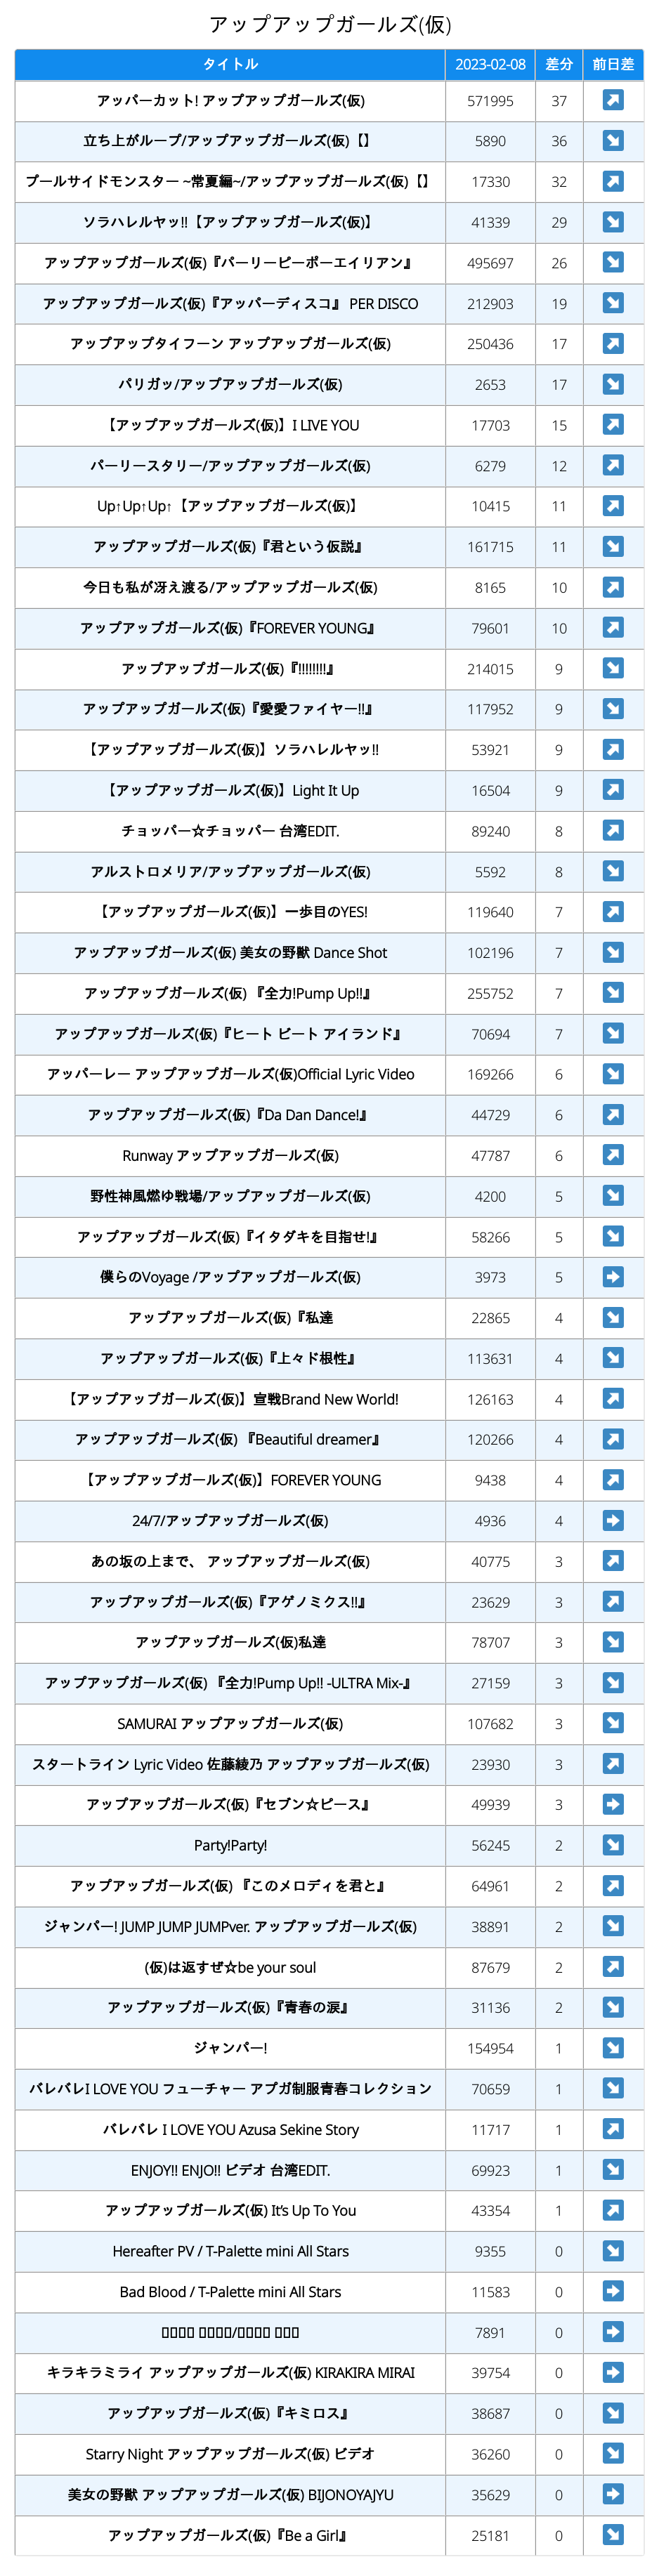 アップアップガールズ(仮)
タイトル 2023-02-08 差分 前日差
アッパーカット! アップアップガールズ(仮) 571995 37 ↗
立ち上がループ/アップアップガールズ(仮)【】 5890 36 ↘
プールサイドモンスター ~常夏編~/アップアップガールズ(仮)【】 17330 32 ↗
ソラハレルヤッ!!【アップアップガールズ(仮)】 41339 29 ↘
アップアップガールズ(仮)『パーリーピーポーエイリアン』 495697 26 ↘
アップアップガールズ(仮)『アッパーディスコ』 PER DISCO 212903 19 ↘
アップアップタイフーン アップアップガールズ(仮) 250436 17 ↗
バリガッ/アップアップガールズ(仮) 2653 17 ↘
【アップアップガールズ(仮)】I LIVE YOU 17703 15 ↗
パーリースタリー/アップアップガールズ(仮) 6279 12 ↗
Up↑Up↑Up↑【アップアップガールズ(仮)】 10415 11 ↗
アップアップガールズ(仮)『君という仮説』 161715 11 ↘
今日も私が冴え渡る/アップアップガールズ(仮) 8165 10 ↗
アップアップガールズ(仮)『FOREVER YOUNG』 79601 10 ↗
アップアップガールズ(仮)『!!!!!!!!』 214015 9 ↘
アップアップガールズ(仮)『愛愛ファイヤー!!』 117952 9 ↘
【アップアップガールズ(仮)】ソラハレルヤッ!! 53921 9 ↗
【アップアップガールズ(仮)】Light It Up 16504 9 ↗
チョッパー☆チョッパー 台湾EDIT. 89240 8 ↗
アルストロメリア/アップアップガールズ(仮) 5592 8 ↘
【アップアップガールズ(仮)】一歩目のYES! 119640 7 ↗
アップアップガールズ(仮) 美女の野獣 Dance Shot 102196 7 ↘
アップアップガールズ(仮) 『全力!Pump Up!!』 255752 7 ↘
アップアップガールズ(仮)『ヒート ビート アイランド』 70694 7 ↘
アッパーレー アップアップガールズ(仮)Official Lyric Video 169266 6 ↘
アップアップガールズ(仮)『Da Dan Dance!』 44729 6 ↗
Runway アップアップガールズ(仮) 47787 6 ↗
野性神風燃ゆ戦場/アップアップガールズ(仮) 4200 5 ↘
アップアップガールズ(仮)『イタダキを目指せ!』 58266 5 ↘
僕らのVoyage /アップアップガールズ(仮) 3973 5 →
アップアップガールズ(仮)『私達 22865 4 ↘
アップアップガールズ(仮)『上々ド根性』 113631 4 ↘
【アップアップガールズ(仮)】宣戦Brand New World! 126163 4 ↗
アップアップガールズ(仮) 『Beautiful dreamer』 120266 4 ↗
【アップアップガールズ(仮)】FOREVER YOUNG 9438 4 ↗
24/7/アップアップガールズ(仮) 4936 4 →
あの坂の上まで、 アップアップガールズ(仮) 40775 3 ↗
アップアップガールズ(仮)『アゲノミクス!!』 23629 3 ↗
アップアップガールズ(仮)私達 78707 3 ↘
アップアップガールズ(仮) 『全力!Pump Up!! -ULTRA Mix-』 27159 3 ↘
SAMURAI アップアップガールズ(仮) 107682 3 ↘
スタートライン Lyric Video 佐藤綾乃 アップアップガールズ(仮) 23930 3 ↗
アップアップガールズ(仮)『セブン☆ピース』 49939 3 →
Party!Party! 56245 2 ↘
アップアップガールズ(仮) 『このメロディを君と』 64961 2 ↗
ジャンパー! JUMP JUMP JUMPver. アップアップガールズ(仮) 38891 2 ↘
(仮)は返すぜ☆be your soul 87679 2 ↗
アップアップガールズ(仮)『青春の涙』 31136 2 ↘
ジャンパー! 154954 1 ↘
バレバレI LOVE YOU フューチャー アプガ制服青春コレクション 70659 1 ↘
バレバレ I LOVE YOU Azusa Sekine Story 11717 1 ↗
ENJOY!! ENJO!! ビデオ 台湾EDIT. 69923 1 ↘
アップアップガールズ(仮) It's Up To You 43354 1 ↗
Hereafter PV / T-Palette mini All Stars 9355 0 ↘
Bad Blood / T-Palette mini All Stars 11583 0 →
▯▯▯▯ ▯▯▯▯/▯▯▯▯ ▯▯▯ 7891 0 →
キラキラミライ アップアップガールズ(仮) KIRAKIRA MIRAI 39754 0 →
アップアップガールズ(仮)『キミロス』 38687 0 ↘
Starry Night アップアップガールズ(仮) ビデオ 36260 0 ↘
美女の野獣 アップアップガールズ(仮) BIJONOYAJYU 35629 0 →
アップアップガールズ(仮)『Be a Girl』 25181 0 ↘